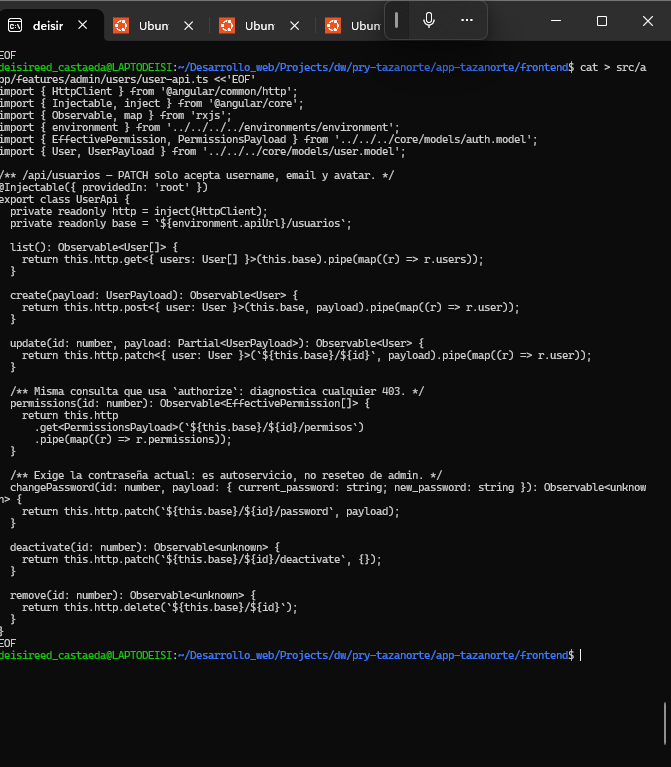 deisir
Ubun
Ubun
Ubun
EOF
deisireed_castaeda@LAPTODEISI:~/Desarrollo_web/Projects/dw/pry-tazanorte/app-tazanorte/frontend$ cat > src/a
pp/features/admin/users/user-api.ts <<'EOF'
import { HttpClient } from '@angular/common/http';
import { Injectable, inject } from '@angular/core';
import { Observable, map } from 'rxjs';
import { environment } from '../../../../environments/environment';
import { EffectivePermission, PermissionsPayload } from '../../../core/models/auth.model';
import { User, UserPayload } from '../../../core/models/user.model';

/** /api/usuarios — PATCH solo acepta username, email y avatar. */
@Injectable({ providedIn: 'root' })
export class UserApi {
  private readonly http = inject(HttpClient);
  private readonly base = `${environment.apiUrl}/usuarios`;

  list(): Observable<User[]> {
    return this.http.get<{ users: User[] }>(this.base).pipe(map((r) => r.users));
  }

  create(payload: UserPayload): Observable<User> {
    return this.http.post<{ user: User }>(this.base, payload).pipe(map((r) => r.user));
  }

  update(id: number, payload: Partial<UserPayload>): Observable<User> {
    return this.http.patch<{ user: User }>(`${this.base}/${id}`, payload).pipe(map((r) => r.user));
  }

  /** Misma consulta que usa `authorize`: diagnostica cualquier 403. */
  permissions(id: number): Observable<EffectivePermission[]> {
    return this.http
      .get<PermissionsPayload>(`${this.base}/${id}/permisos`)
      .pipe(map((r) => r.permissions));
  }

  /** Exige la contraseña actual: es autoservicio, no reseteo de admin. */
  changePassword(id: number, payload: { current_password: string; new_password: string }): Observable<unknow
n> {
    return this.http.patch(`${this.base}/${id}/password`, payload);
  }

  deactivate(id: number): Observable<unknown> {
    return this.http.patch(`${this.base}/${id}/deactivate`, {});
  }

  remove(id: number): Observable<unknown> {
    return this.http.delete(`${this.base}/${id}`);
  }
}
EOF
deisireed_castaeda@LAPTODEISI:~/Desarrollo_web/Projects/dw/pry-tazanorte/app-tazanorte/frontend$